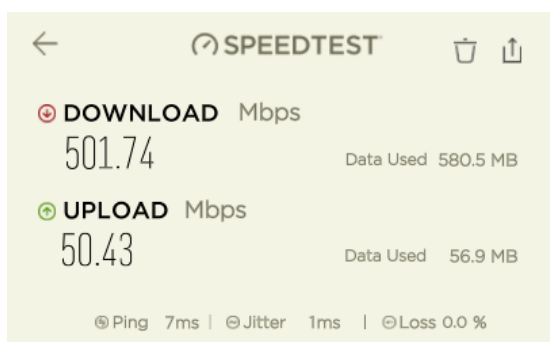 SPEEDTEST
DOWNLOAD Mbps
501.74
Data Used 580.5 MB
UPLOAD Mbps
50.43
Data Used 56.9 MB
Ping 7ms | Jitter 1ms | Loss 0.0 %